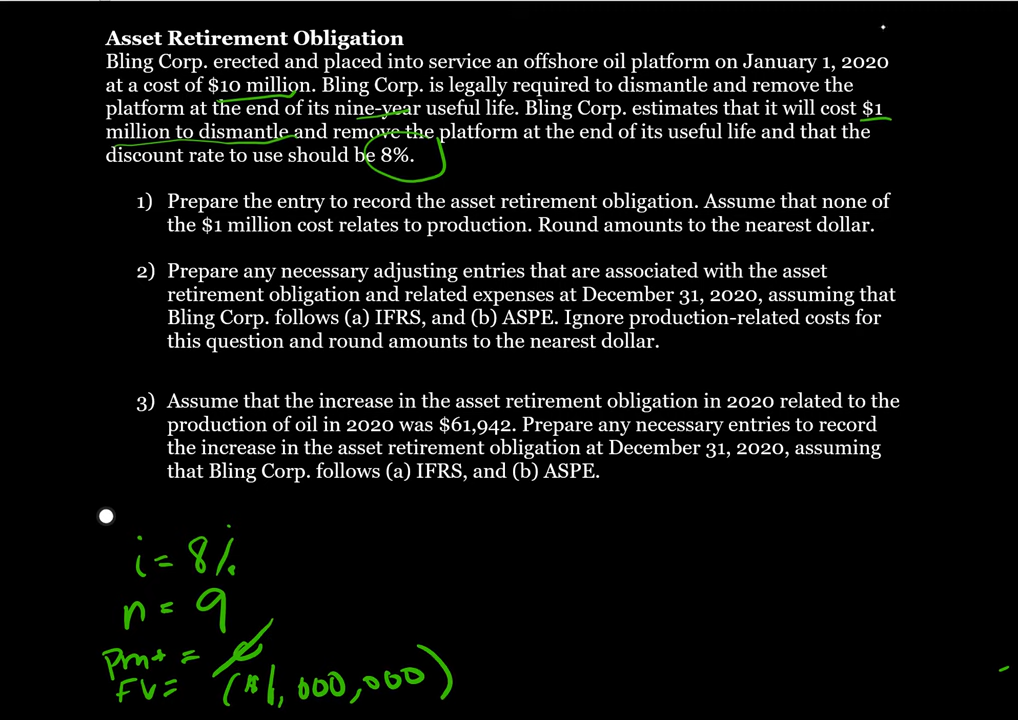 Asset Retirement Obligation
Bling Corp. erected and placed into service an offshore oil platform on January 1, 2020
at a cost of $10 million. Bling Corp. is legally required to dismantle and remove the
platform at the end of its nine-year useful life. Bling Corp. estimates that it will cost $1
million to dismantle and remove the platform at the end of its useful life and that the
discount rate to use should be 8%.
1) Prepare the entry to record the asset retirement obligation. Assume that none of
the $1 million cost relates to production. Round amounts to the nearest dollar.
2) Prepare any necessary adjusting entries that are associated with the asset
retirement obligation and related expenses at December 31, 2020, assuming that
Bling Corp. follows (a) IFRS, and (b) ASPE. Ignore production-related costs for
this question and round amounts to the nearest dollar.
3) Assume that the increase in the asset retirement obligation in 2020 related to the
production of oil in 2020 was $61,942. Prepare any necessary entries to record
the increase in the asset retirement obligation at December 31, 2020, assuming
that Bling Corp. follows (a) IFRS, and (b) ASPE.
i = 8%
n = 9
pmt = 0
FV = ($1,000,000)